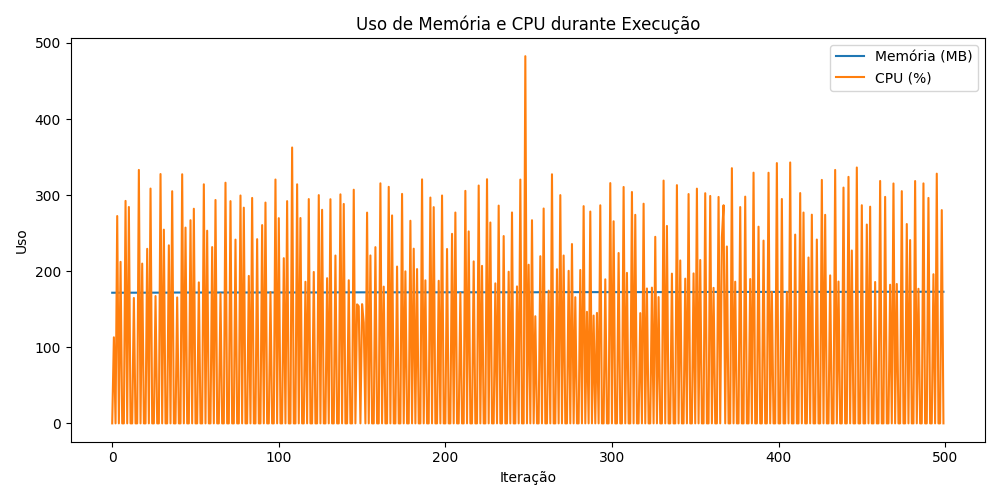 Uso de Memória e CPU durante Execução
Memória (MB)
CPU (%)
500
400
300
200
100
0
Uso
0 100 200 300 400 500
Iteração